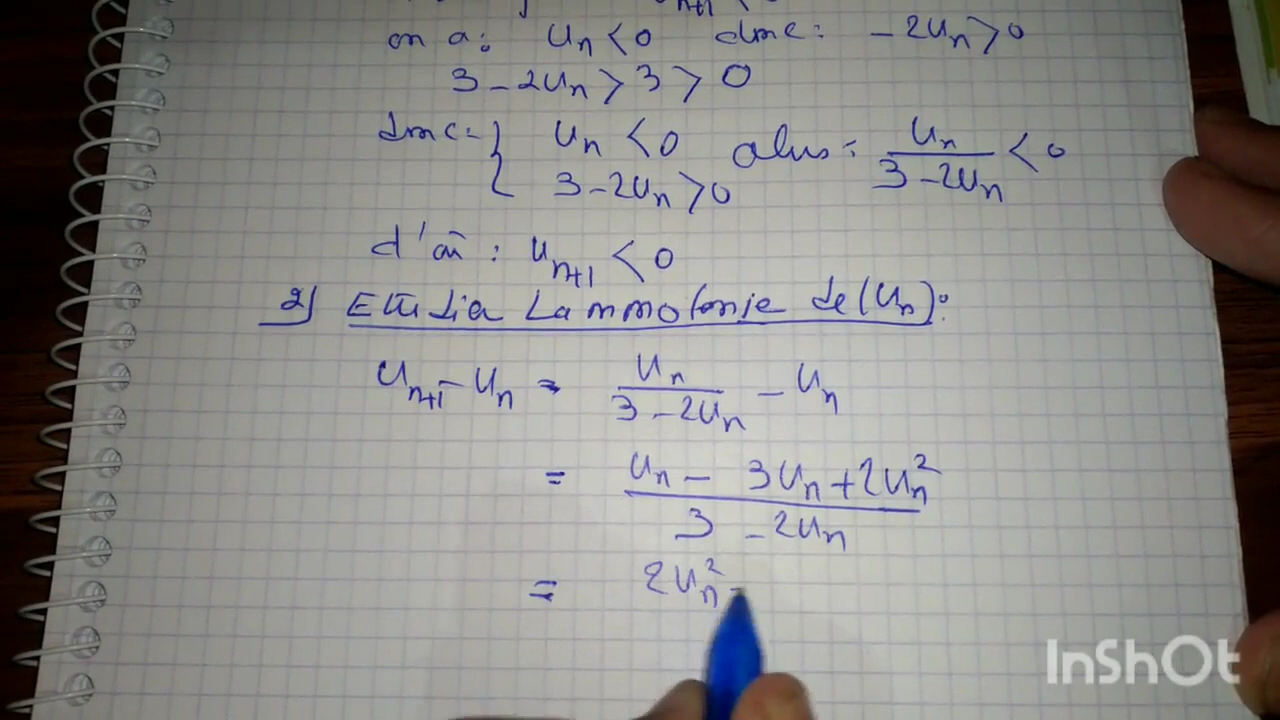 n+1 <
on a: Un < 0 donc: -2Un > 0
3 - 2Un > 3 > 0
donc { Un < 0 alors: Un / (3 - 2Un) < 0
3 - 2Un > 0
d'où : Un+1 < 0
2) Etudier La monotonie de (Un):
Un+1 - Un = Un / (3 - 2Un) - Un
= (Un - 3Un + 2Un²) / (3 - 2Un)
= 2Un² -
InShOt